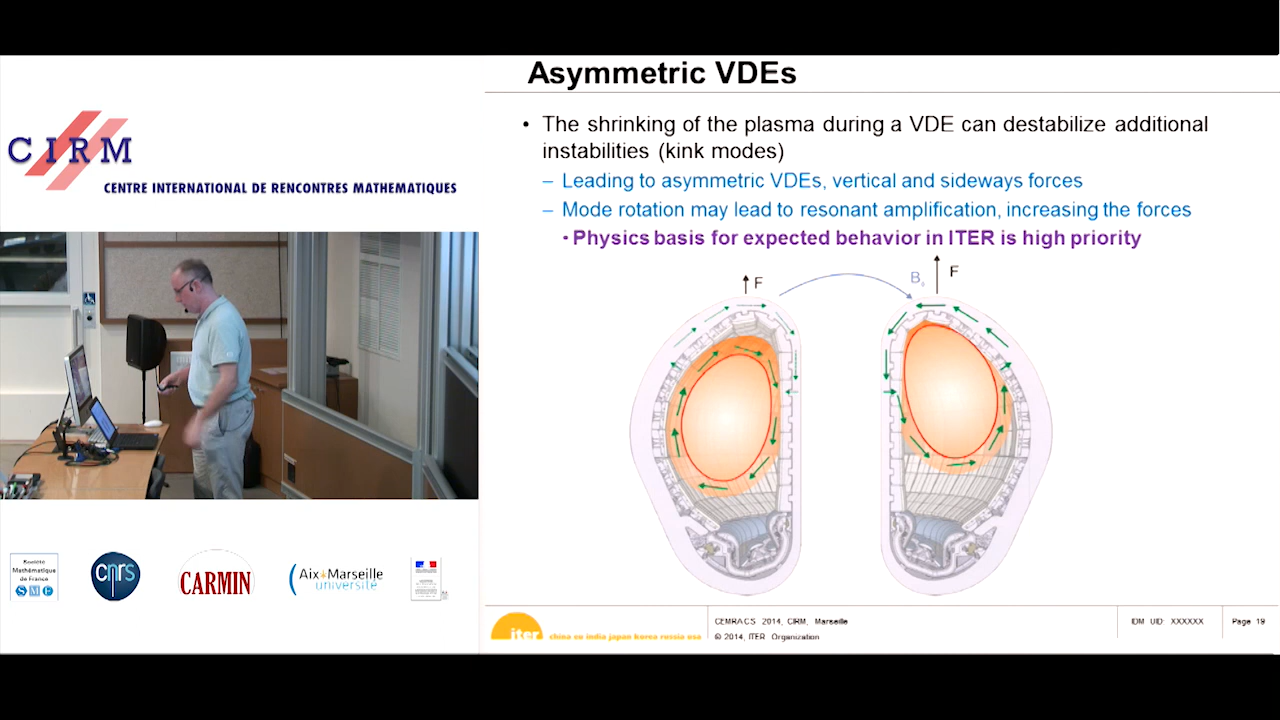 Asymmetric VDEs
• The shrinking of the plasma during a VDE can destabilize additional
instabilities (kink modes)
– Leading to asymmetric VDEs, vertical and sideways forces
– Mode rotation may lead to resonant amplification, increasing the forces
• Physics basis for expected behavior in ITER is high priority
F
B
F
CIRM
CENTRE INTERNATIONAL DE RENCONTRES MATHEMATIQUES
Société
Mathématique
de France
SMF
cnrs
CARMIN
Aix*Marseille
université
iter
china eu india japan korea russia usa
CEMRACS 2014, CIRM, Marseille
© 2014, ITER Organization
IDM UID: XXXXXX
Page 19